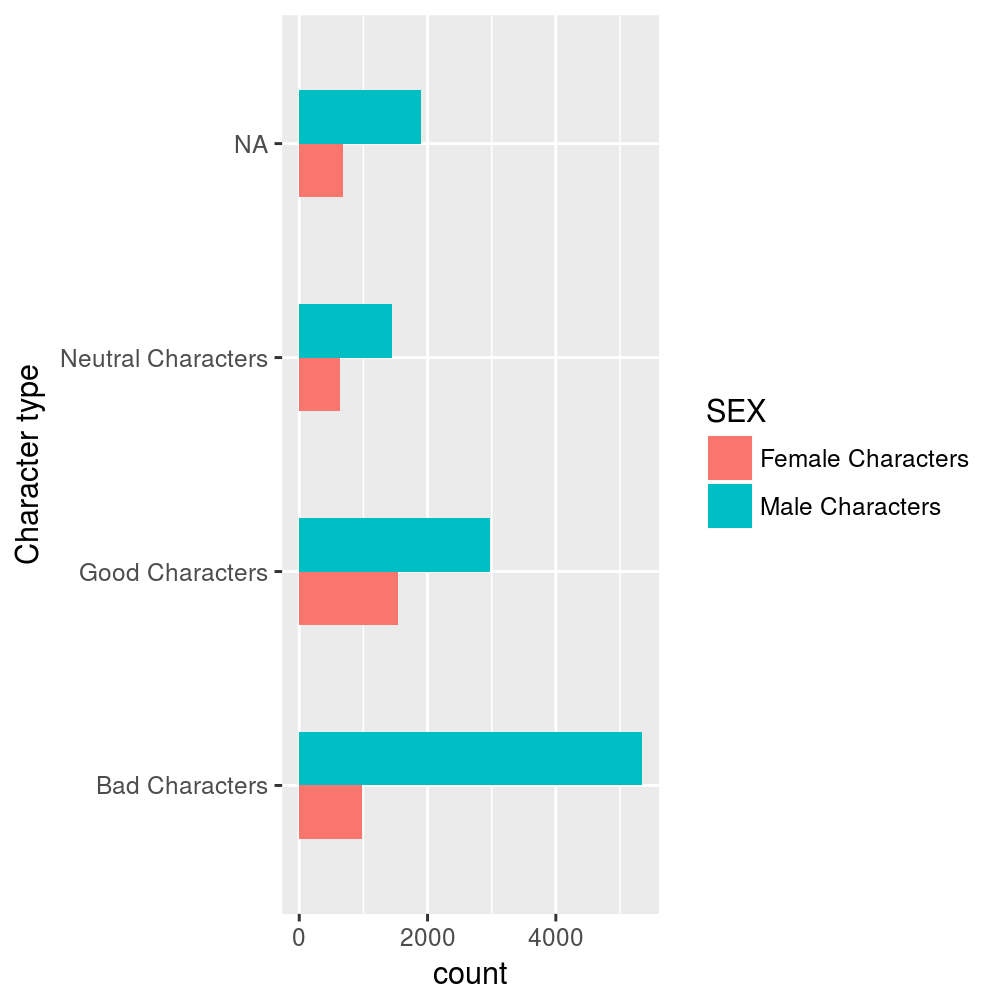 Character type
NA
Neutral Characters
Good Characters
Bad Characters
0 2000 4000
count
SEX
Female Characters
Male Characters